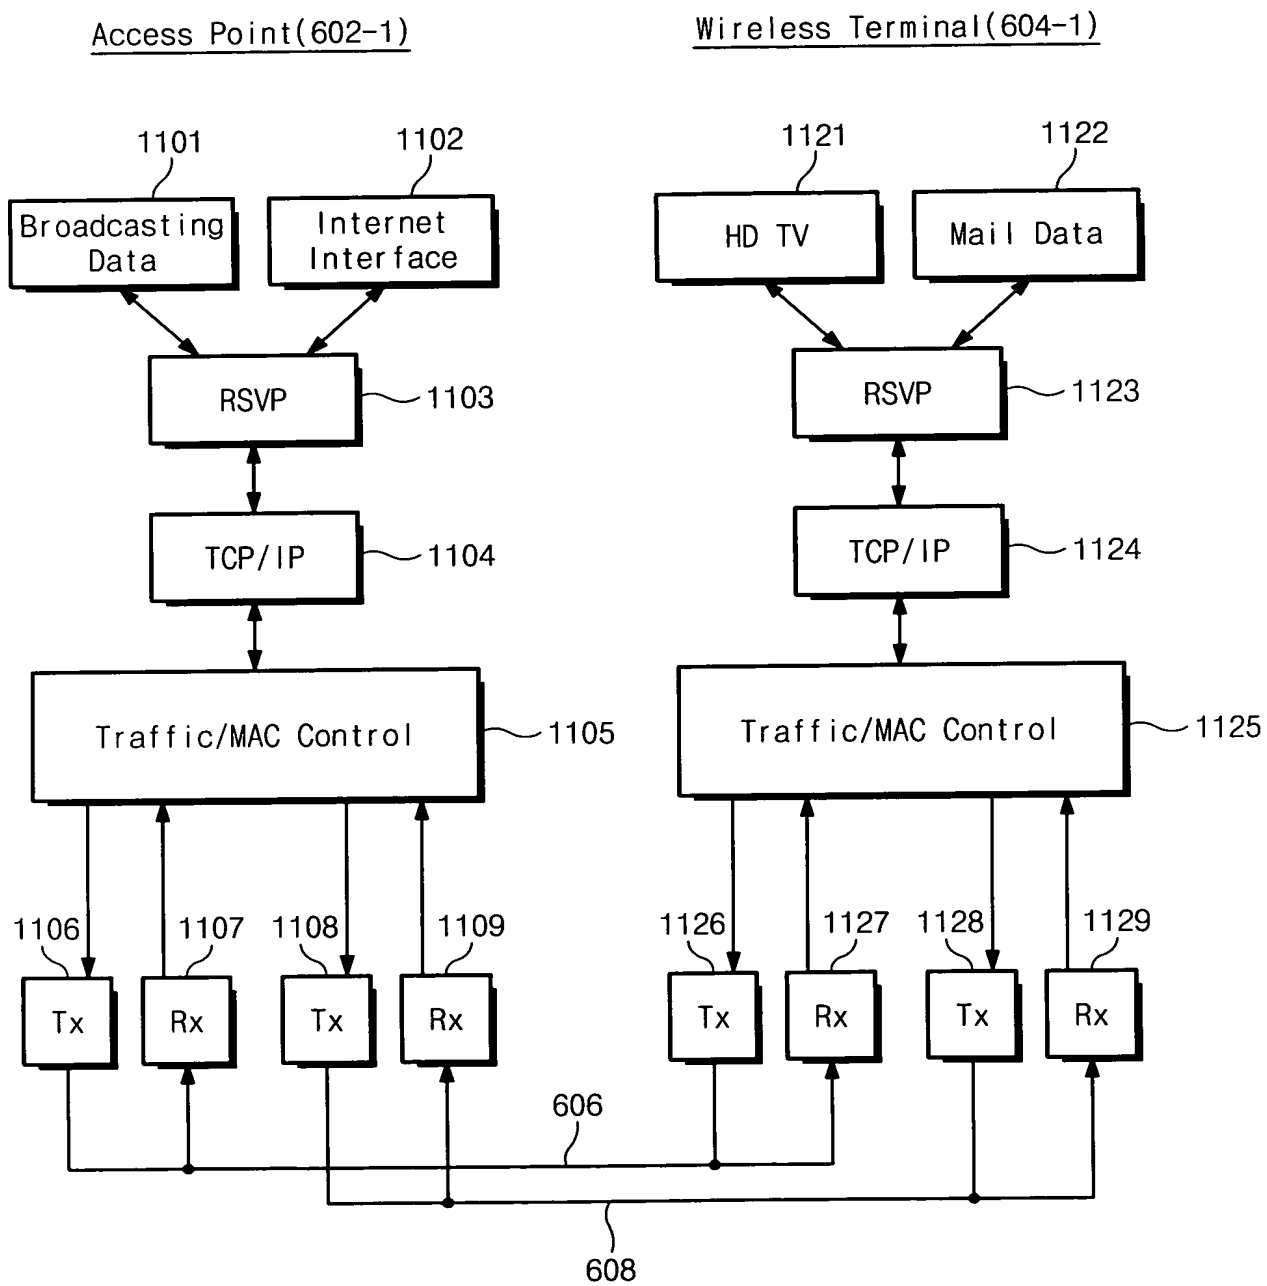 Access Point(602-1)
Wireless Terminal(604-1)
1101
1102
1121
1122
Broadcasting
Data
Internet
Interface
HD TV
Mail Data
RSVP
1103
RSVP
1123
TCP/IP
1104
TCP/IP
1124
Traffic/MAC Control
1105
Traffic/MAC Control
1125
1106
1107
1108
1109
1126
1127
1128
1129
Tx
Rx
Tx
Rx
Tx
Rx
Tx
Rx
606
608